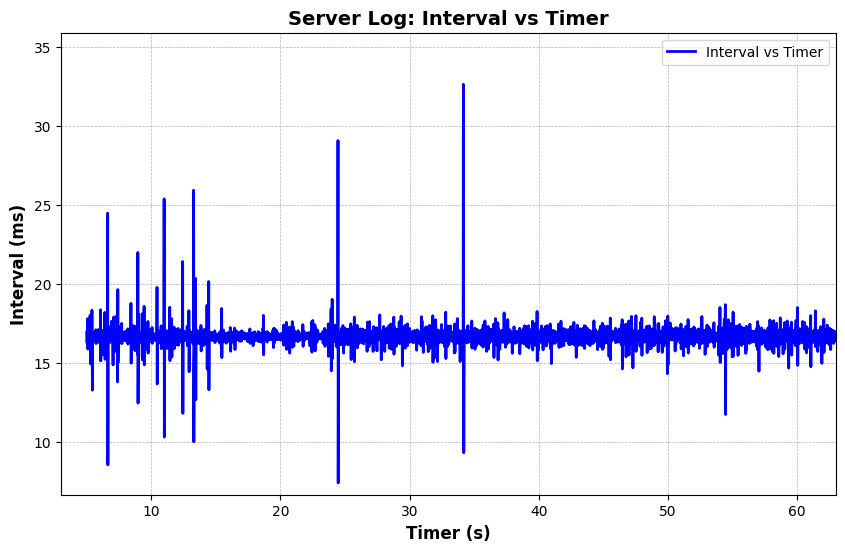 Server Log: Interval vs Timer
Interval vs Timer
35
30
25
20
15
10
Interval (ms)
10 20 30 40 50 60
Timer (s)